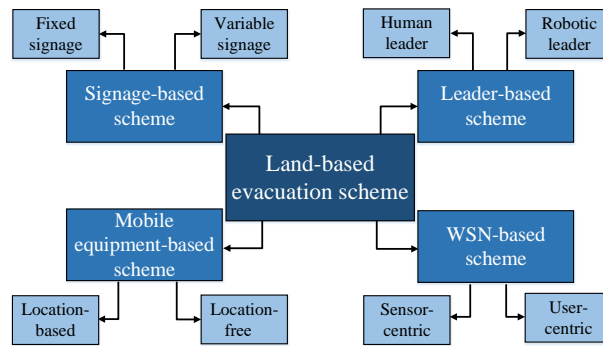 Fixed
signage
Variable
signage
Human
leader
Robotic
leader
Signage-based
scheme
Leader-based
scheme
Land-based
evacuation scheme
Mobile
equipment-based
scheme
WSN-based
scheme
Location-
based
Location-
free
Sensor-
centric
User-
centric